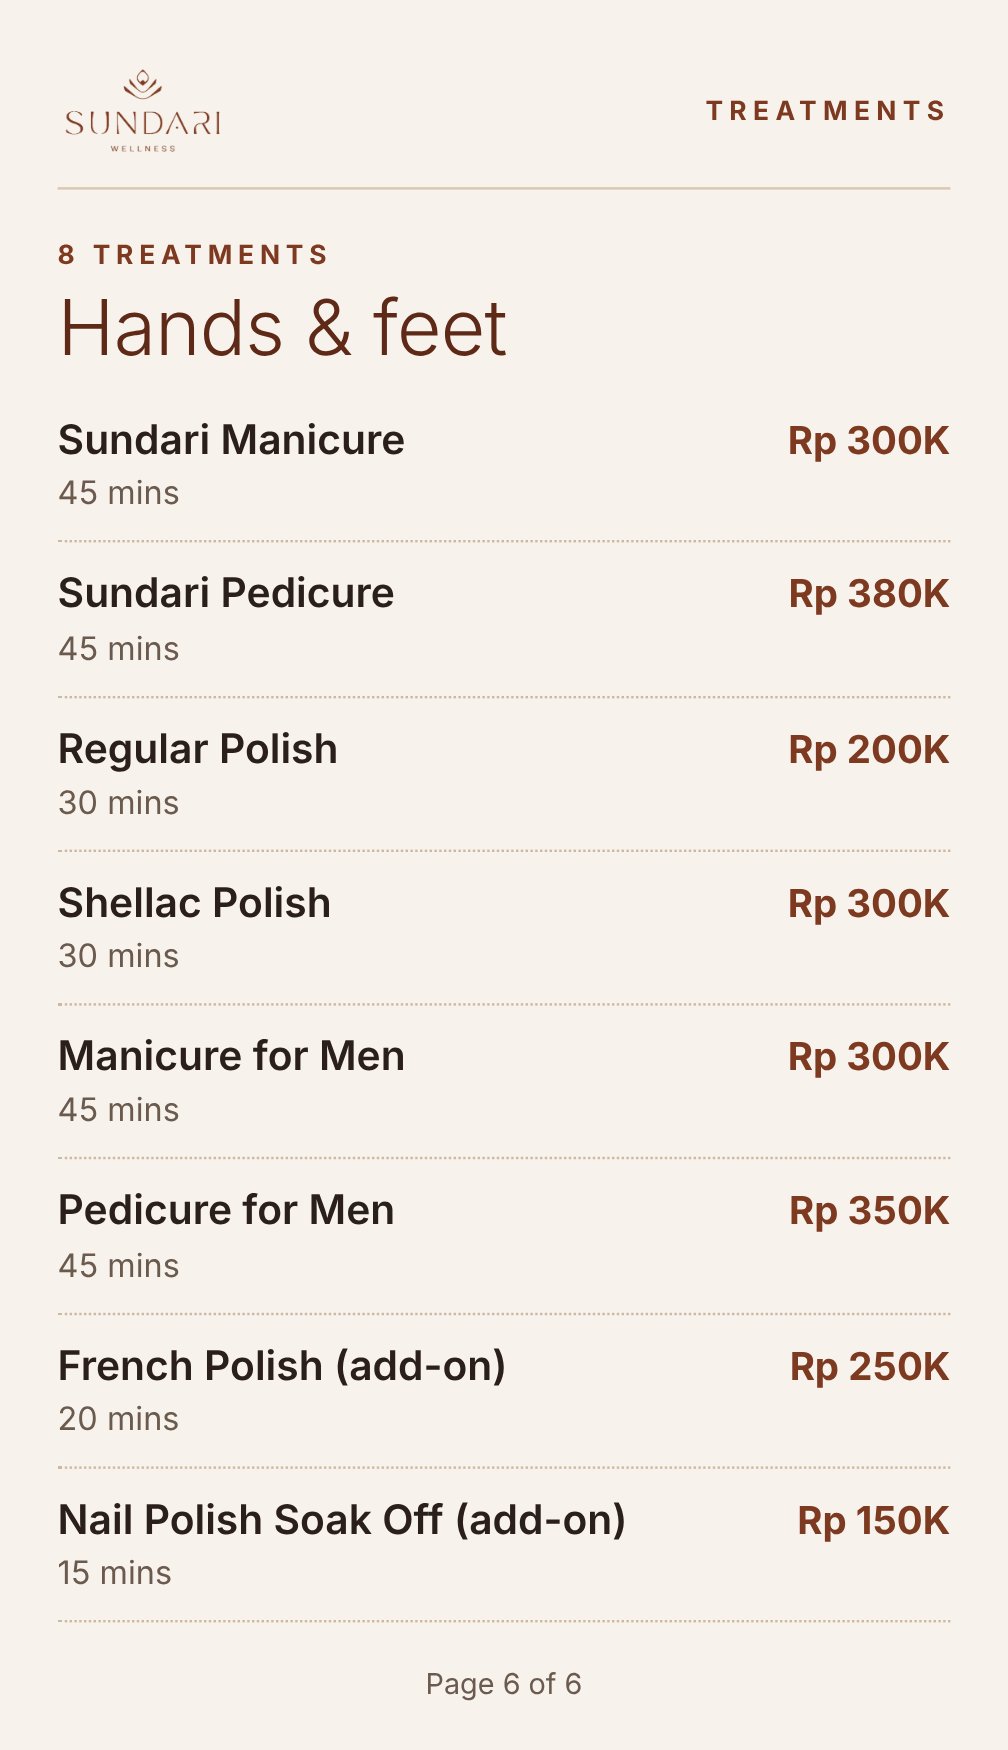 SUNDARI
WELLNESS
TREATMENTS
8 TREATMENTS
Hands & feet
Sundari Manicure Rp 300K
45 mins
Sundari Pedicure Rp 380K
45 mins
Regular Polish Rp 200K
30 mins
Shellac Polish Rp 300K
30 mins
Manicure for Men Rp 300K
45 mins
Pedicure for Men Rp 350K
45 mins
French Polish (add-on) Rp 250K
20 mins
Nail Polish Soak Off (add-on) Rp 150K
15 mins
Page 6 of 6